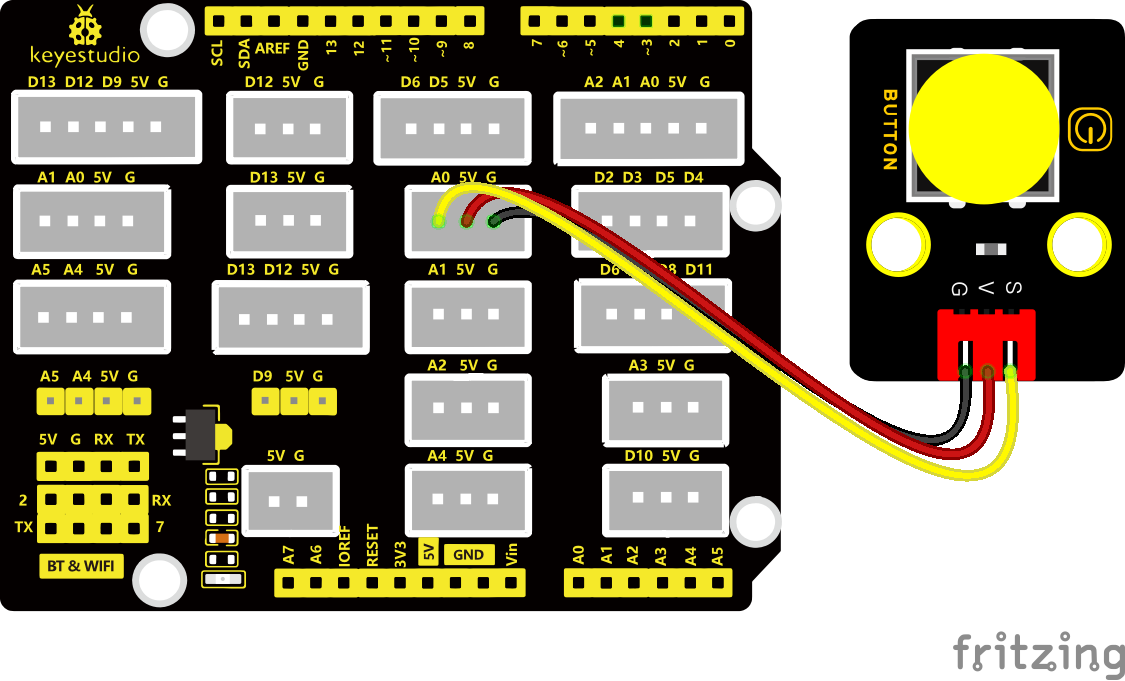 keyestudio
SCL SDA AREF GND 13 12 ~11 ~10 ~9 8
7 ~6 ~5 4 ~3 2 1 0
D13 D12 D9 5V G
D12 5V G
D6 D5 5V G
A2 A1 A0 5V G
A1 A0 5V G
D13 5V G
A0 5V G
D2 D3 D5 D4
A5 A4 5V G
D13 D12 5V G
A1 5V G
D8 D11
A2 5V G
A3 5V G
A5 A4 5V G
D9 5V G
5V G RX TX
2 RX
TX 7
BT & WIFI
5V G
A4 5V G
D10 5V G
A7 A6 IOREF RESET 3V3 5V GND Vin
A0 A1 A2 A3 A4 A5
BUTTON
G V S
fritzing